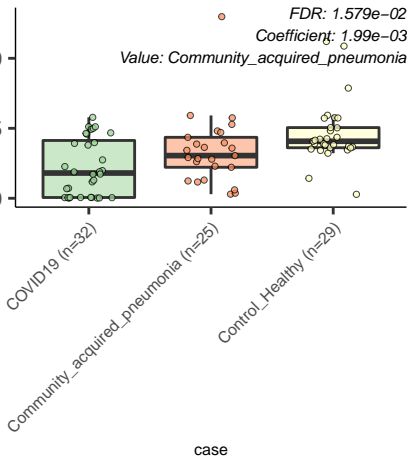 FDR: 1.579e−02
Coefficient: 1.99e−03
Value: Community_acquired_pneumonia
COVID19 (n=32)
Community_acquired_pneumonia (n=25)
Control_Healthy (n=29)
case